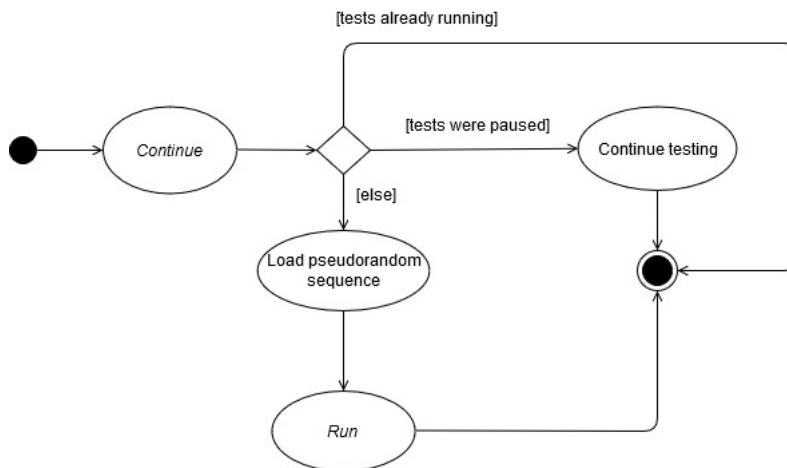 [tests already running]
[tests were paused]
Continue
Continue testing
[else]
Load pseudorandom
sequence
Run